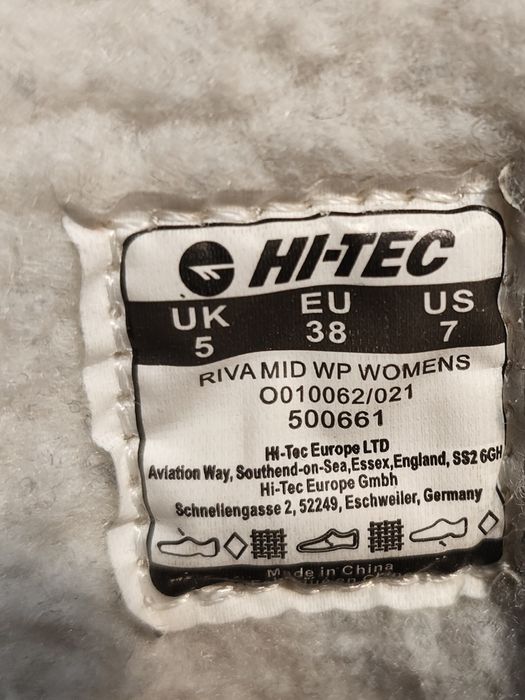 HI-TEC
UK EU US
5 38 7
RIVA MID WP WOMENS
O010062/021
500661
Hi-Tec Europe LTD
Aviation Way, Southend-on-Sea,Essex,England, SS2 6GH
Hi-Tec Europe Gmbh
Schnellengasse 2, 52249, Eschweiler, Germany
Made in China